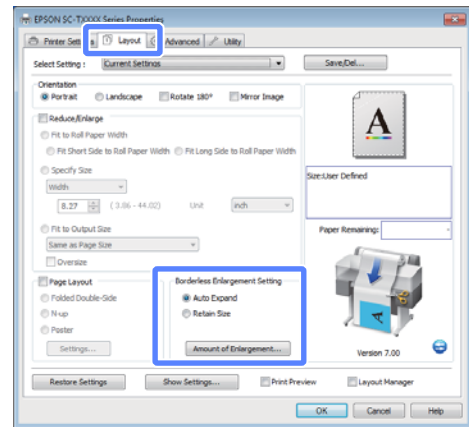 EPSON SC-TXXXX Series Properties
Printer Sett s Layout Advanced Utility
Select Setting : Current Settings Save/Del...
Orientation
Portrait Landscape Rotate 180° Mirror Image
Reduce/Enlarge
Fit to Roll Paper Width
Fit Short Side to Roll Paper Width Fit Long Side to Roll Paper Width
Specify Size
Width
8.27 ( 3.86 - 44.02) Unit inch
Fit to Output Size
Same as Page Size
Oversize
A
Size:User Defined
Paper Remaining:
Page Layout
Folded Double-Side
N-up
Poster
Settings...
Borderless Enlargement Setting
Auto Expand
Retain Size
Amount of Enlargement...
A
Version 7.00
Restore Settings Show Settings... Print Preview Layout Manager
OK Cancel Help